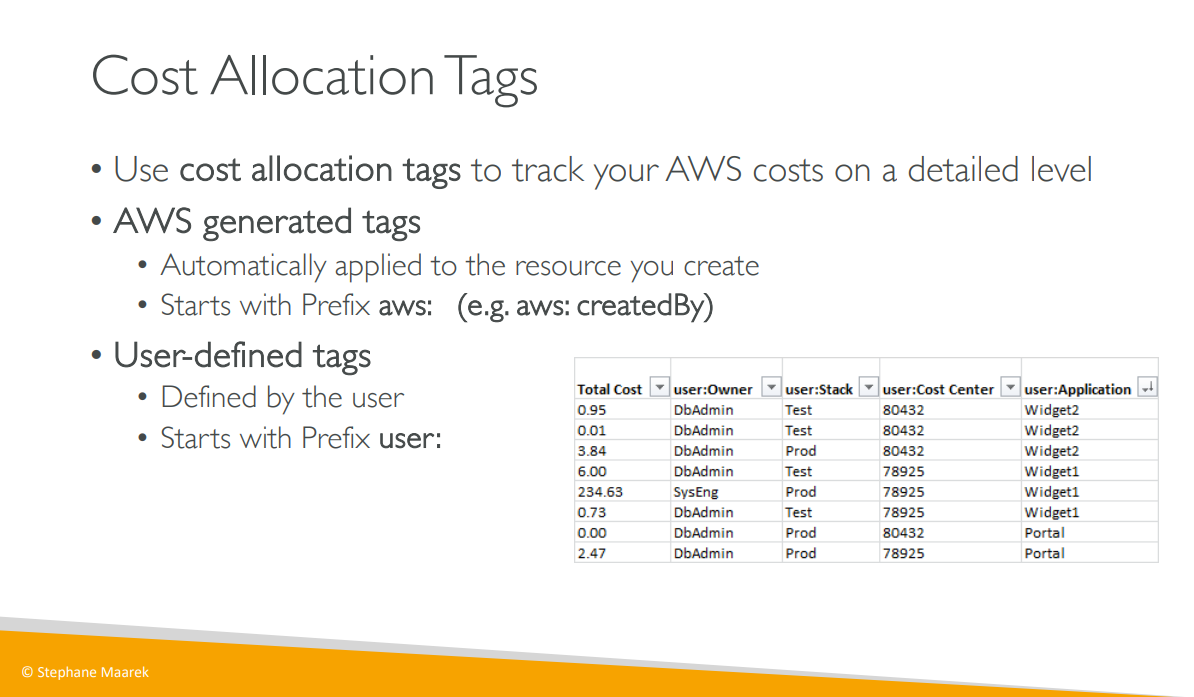 Cost Allocation Tags
• Use cost allocation tags to track your AWS costs on a detailed level
• AWS generated tags
• Automatically applied to the resource you create
• Starts with Prefix aws: (e.g. aws: createdBy)
• User-defined tags
• Defined by the user
• Starts with Prefix user:
Total Cost user:Owner user:Stack user:Cost Center user:Application
0.95 DbAdmin Test 80432 Widget2
0.01 DbAdmin Test 80432 Widget2
3.84 DbAdmin Prod 80432 Widget2
6.00 DbAdmin Test 78925 Widget1
234.63 SysEng Prod 78925 Widget1
0.73 DbAdmin Test 78925 Widget1
0.00 DbAdmin Prod 80432 Portal
2.47 DbAdmin Prod 78925 Portal
© Stephane Maarek